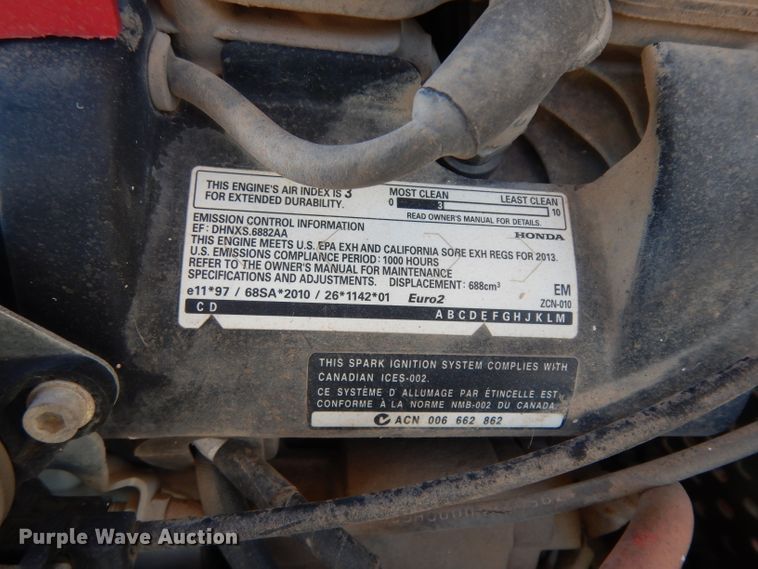 THIS ENGINE'S AIR INDEX IS 3
FOR EXTENDED DURABILITY.
MOST CLEAN LEAST CLEAN
0 3 10
READ OWNER'S MANUAL FOR DETAILS.
EMISSION CONTROL INFORMATION
HONDA
EF: DHNXS.6882AA
THIS ENGINE MEETS U.S. EPA EXH AND CALIFORNIA SORE EXH REGS FOR 2013.
U.S. EMISSIONS COMPLIANCE PERIOD: 1000 HOURS
REFER TO THE OWNER'S MANUAL FOR MAINTENANCE
SPECIFICATIONS AND ADJUSTMENTS. DISPLACEMENT: 688cm³
EM
e11*97 / 68SA*2010 / 26*1142*01 Euro2
ZCN-010
C D A B C D E F G H J K L M
THIS SPARK IGNITION SYSTEM COMPLIES WITH
CANADIAN ICES-002.
CE SYSTÈME D'ALLUMAGE PAR ÉTINCELLE EST
CONFORME À LA NORME NMB-002 DU CANADA.
ACN 006 662 862
Purple Wave Auction